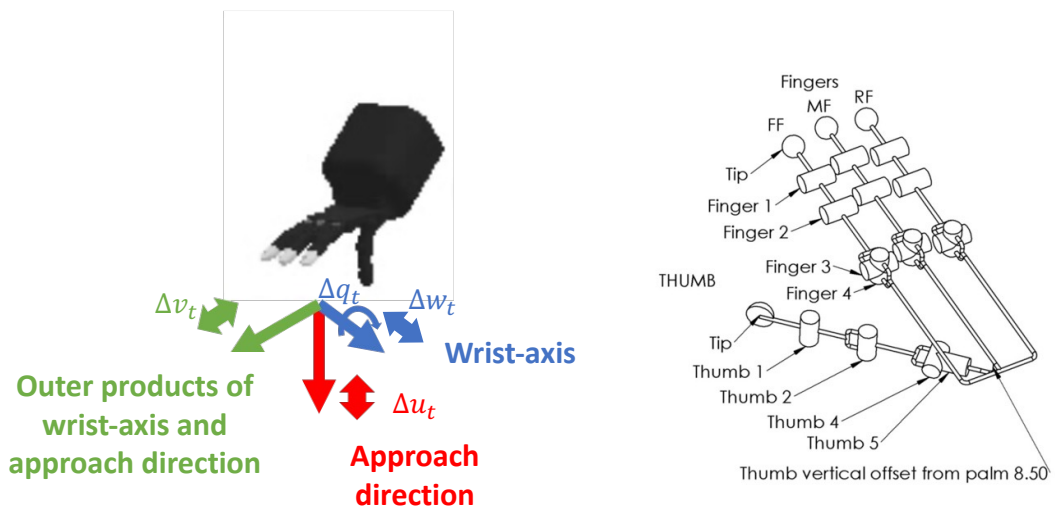 Δv_t
Δq_t
Δw_t
Wrist-axis
Outer products of
wrist-axis and
approach direction
Δu_t
Approach
direction
Fingers
FF
MF
RF
Tip
Finger 1
Finger 2
Finger 3
Finger 4
THUMB
Tip
Thumb 1
Thumb 2
Thumb 4
Thumb 5
Thumb vertical offset from palm 8.50